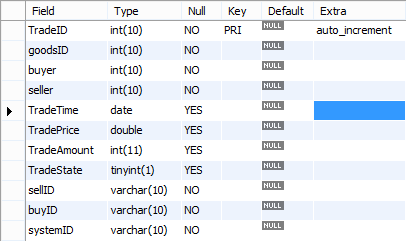 Field Type Null Key Default Extra
TradeID int(10) NO PRI NULL auto_increment
goodsID int(10) NO NULL
buyer int(10) NO NULL
seller int(10) NO NULL
TradeTime date YES NULL
TradePrice double YES NULL
TradeAmount int(11) YES NULL
TradeState tinyint(1) YES NULL
sellID varchar(10) NO NULL
buyID varchar(10) NO NULL
systemID varchar(10) NO NULL